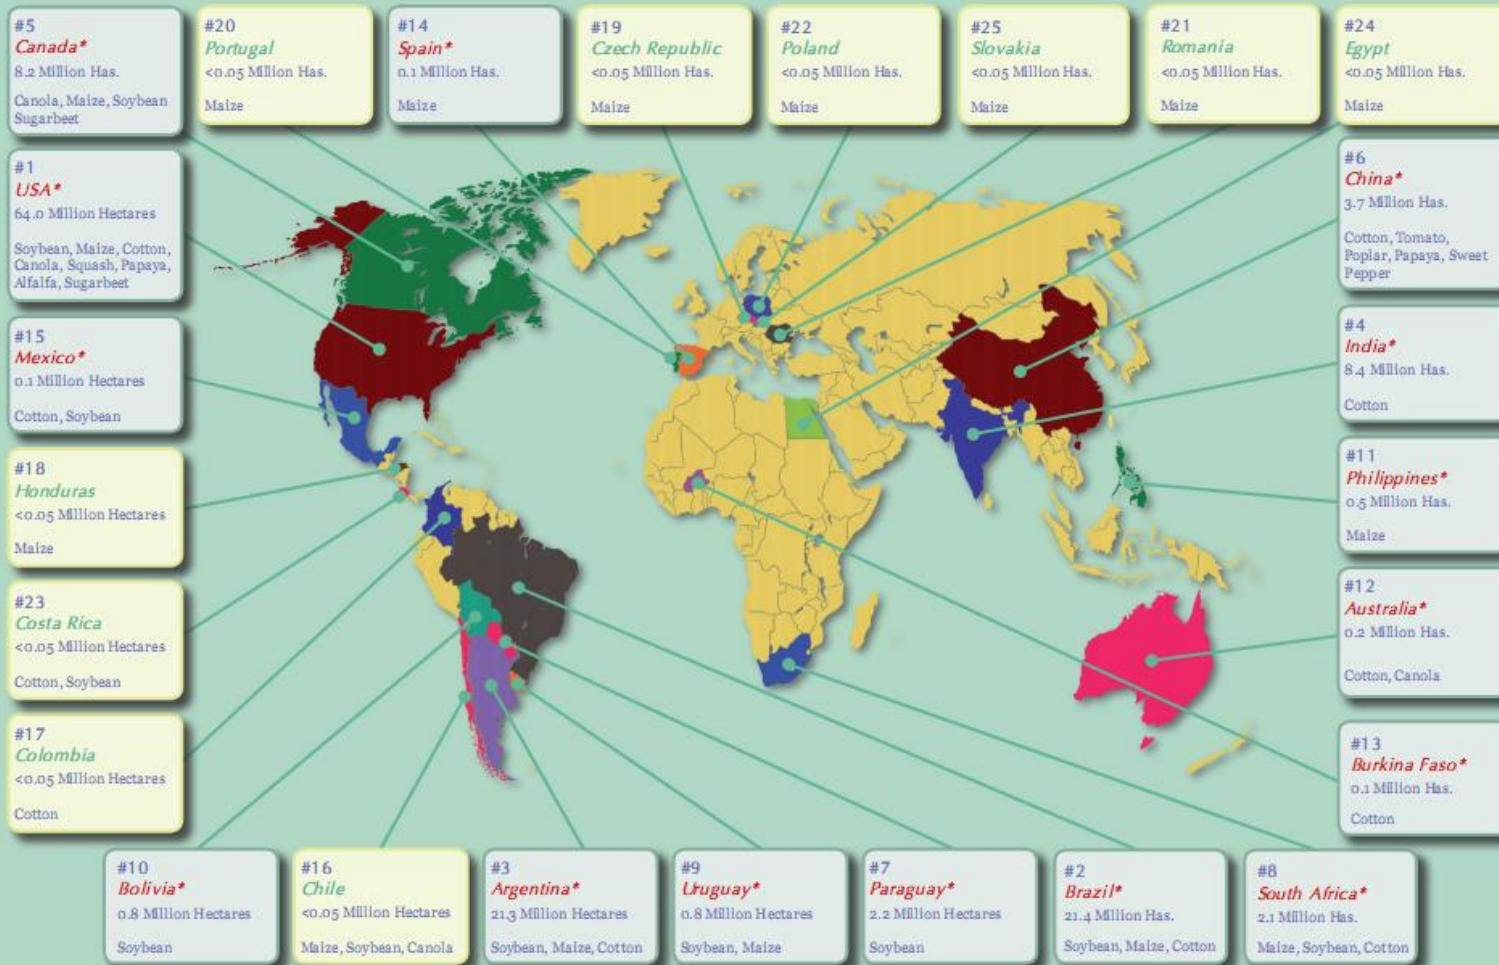 #5
Canada*
8.2 Million Has.
Canola, Maize, Soybean
Sugarbeet
#20
Portugal
<0.05 Million Has.
Maize
#14
Spain*
0.1 Million Has.
Maize
#19
Czech Republic
<0.05 Million Has.
Maize
#22
Poland
<0.05 Million Has.
Maize
#25
Slovakia
<0.05 Million Has.
Maize
#21
Romania
<0.05 Million Has.
Maize
#24
Egypt
<0.05 Million Has.
Maize
#1
USA*
64.0 Million Hectares
Soybean, Maize, Cotton,
Canola, Squash, Papaya,
Alfalfa, Sugarbeet
#6
China*
3.7 Million Has.
Cotton, Tomato,
Poplar, Papaya, Sweet
Pepper
#15
Mexico*
0.1 Million Hectares
Cotton, Soybean
#4
India*
8.4 Million Has.
Cotton
#18
Honduras
<0.05 Million Hectares
Maize
#11
Philippines*
0.5 Million Has.
Maize
#23
Costa Rica
<0.05 Million Hectares
Cotton, Soybean
#12
Australia*
0.2 Million Has.
Cotton, Canola
#17
Colombia
<0.05 Million Hectares
Cotton
#13
Burkina Faso*
0.1 Million Has.
Cotton
#10
Bolivia*
0.8 Million Hectares
Soybean
#16
Chile
<0.05 Million Hectares
Maize, Soybean, Canola
#3
Argentina*
21.3 Million Hectares
Soybean, Maize, Cotton
#9
Uruguay*
0.8 Million Hectares
Soybean, Maize
#7
Paraguay*
2.2 Million Hectares
Soybean
#2
Brazil*
21.4 Million Has.
Soybean, Maize, Cotton
#8
South Africa*
2.1 Million Has.
Maize, Soybean, Cotton